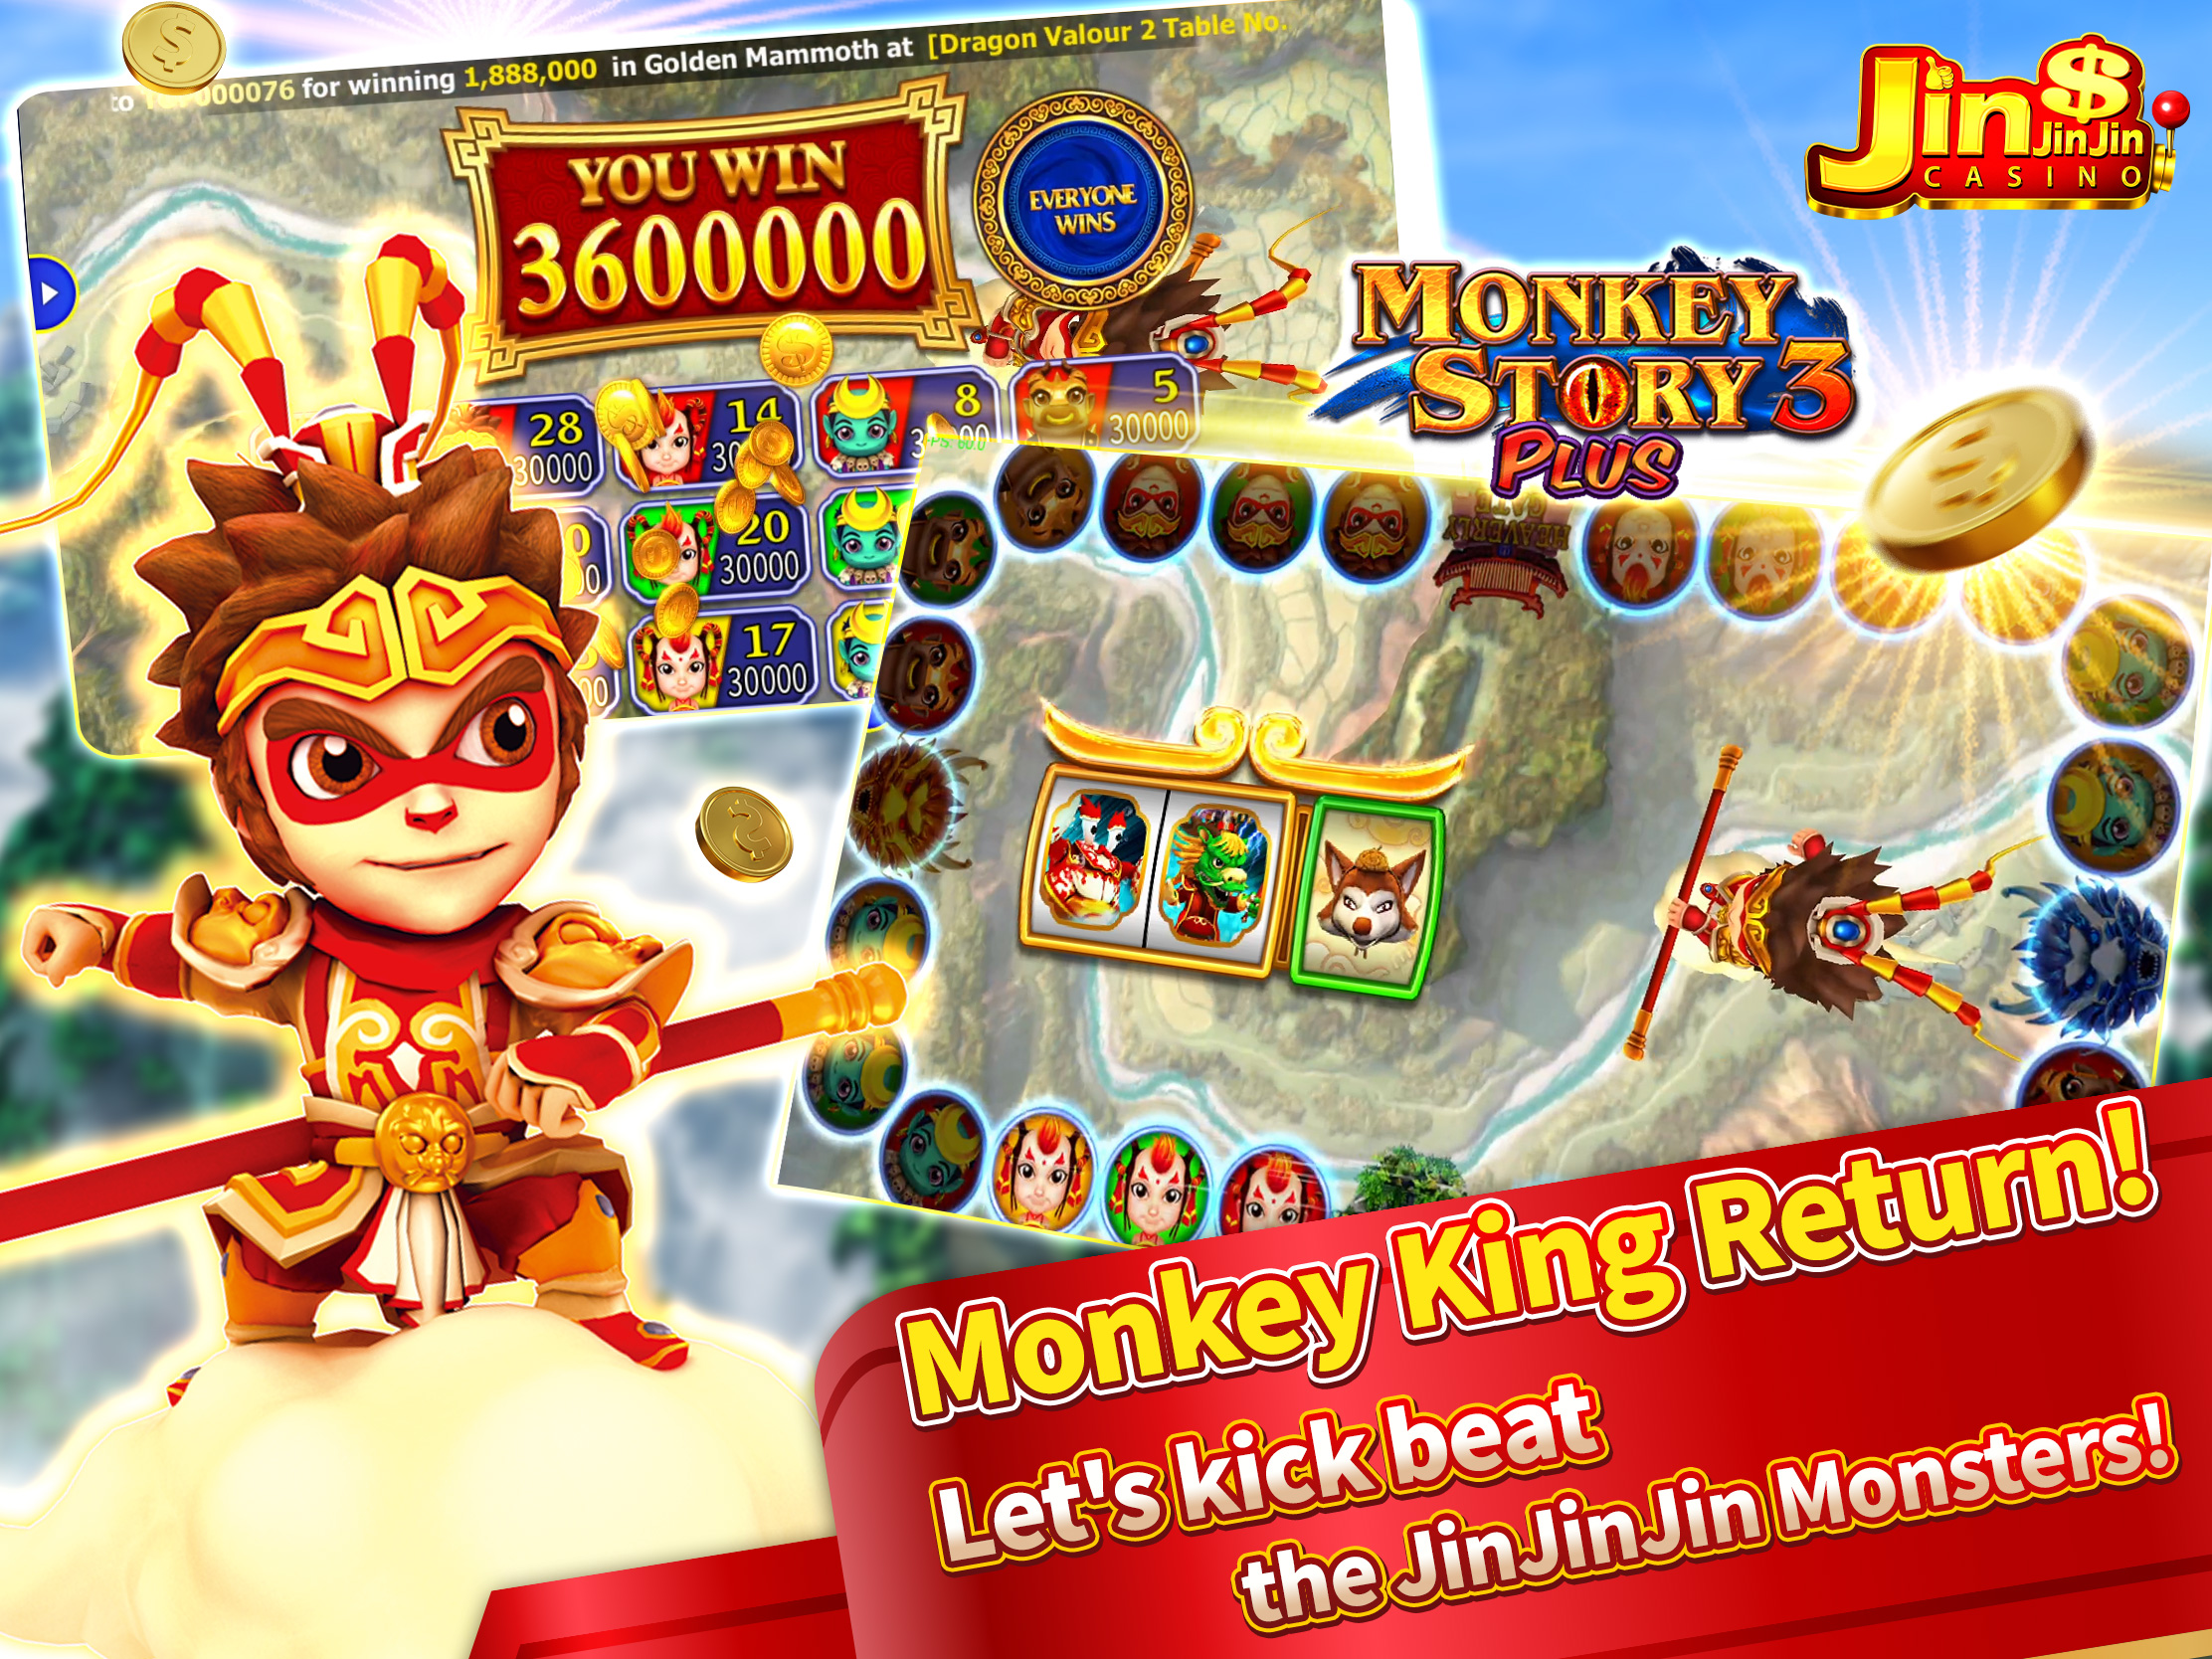 to
000076 for winning 1,888,000 in Golden Mammoth at [Dragon Valour 2 Table No.
Jin
JinJin
CASINO
YOU WIN
3600000
EVERYONE
WINS
MONKEY
STORY 3
PLUS
28
30000
14
8
5
30000
20
30000
17
30000
HEAVENLY
GATE
Monkey King Return!
Let's kick beat
the JinJinJin Monsters!